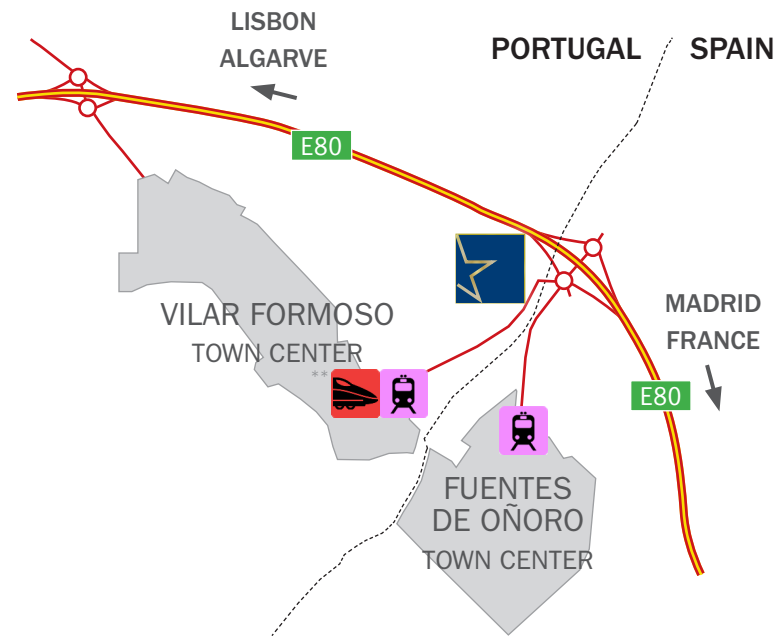 LISBON
ALGARVE
PORTUGAL
SPAIN
E80
VILAR FORMOSO
TOWN CENTER
**
MADRID
FRANCE
E80
FUENTES
DE OÑORO
TOWN CENTER